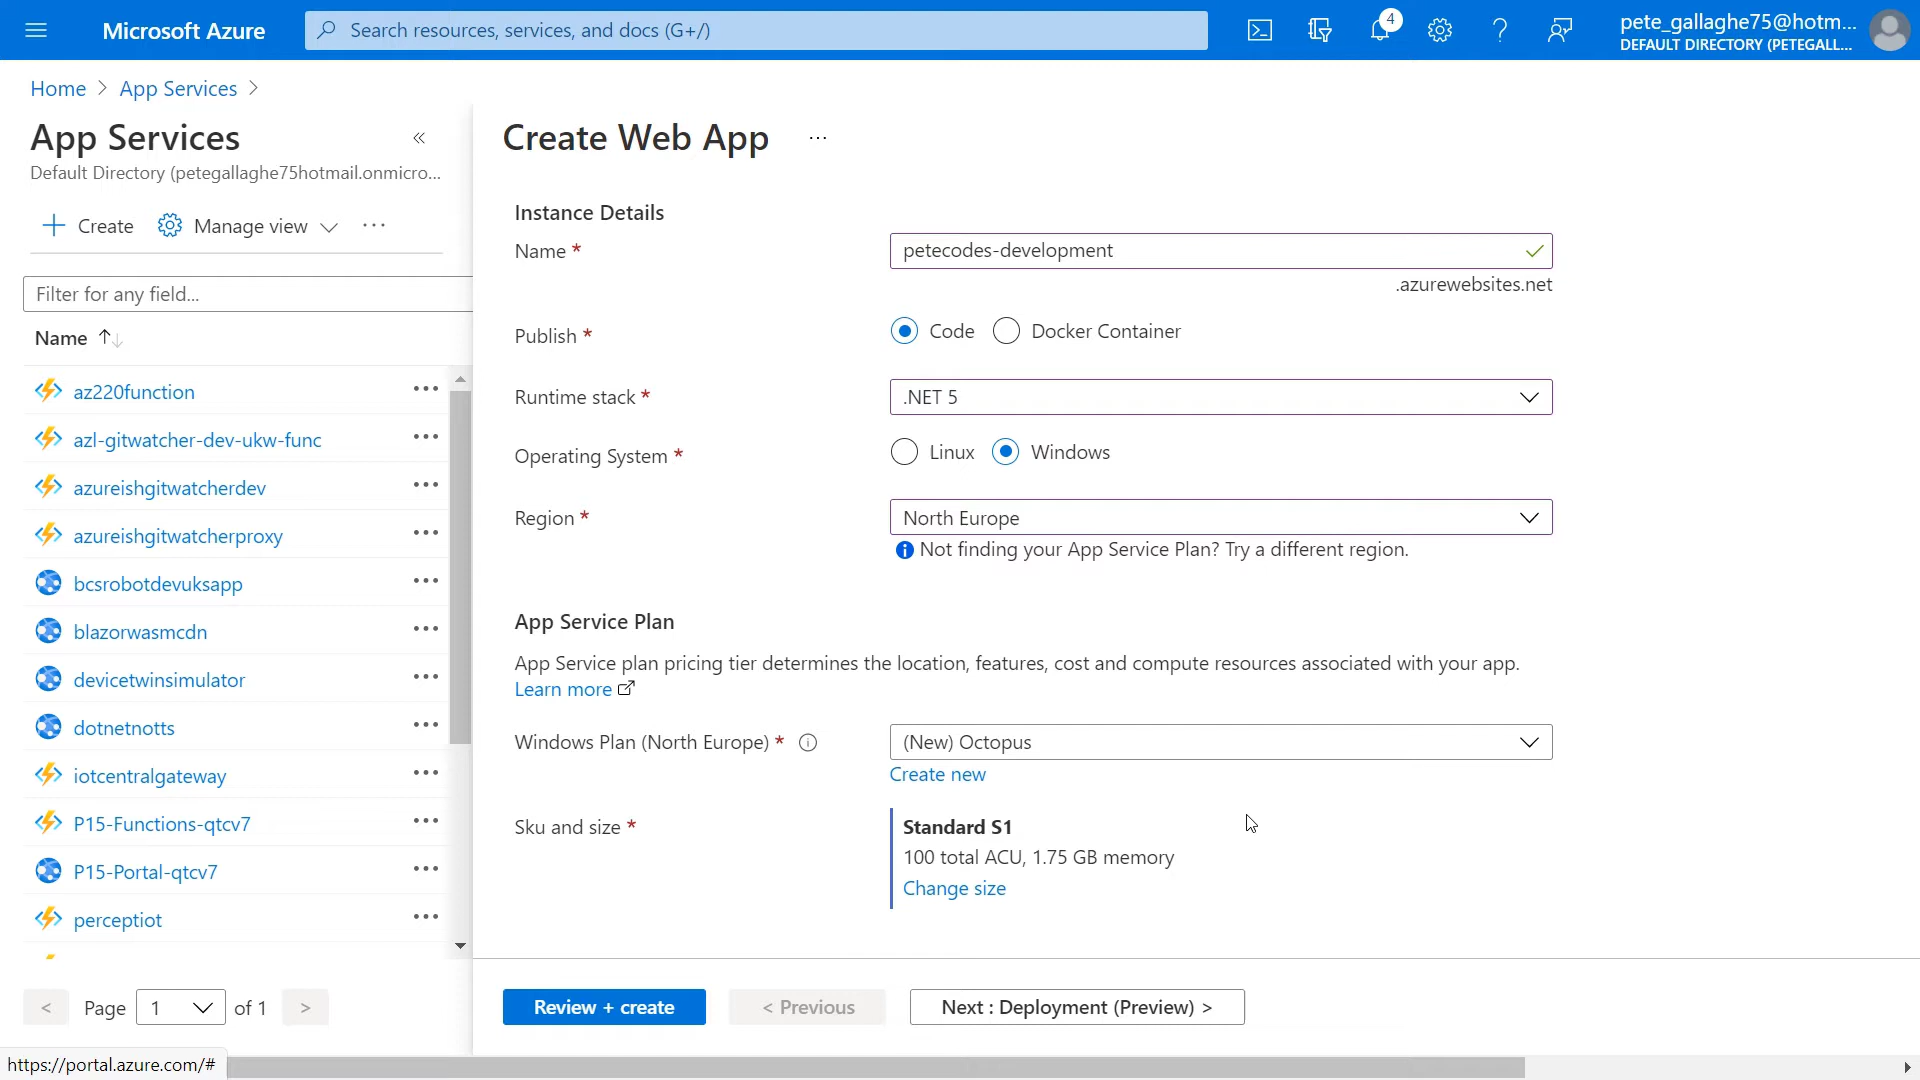 Microsoft Azure
Search resources, services, and docs (G+/)
4
pete_gallaghe75@hotm...
DEFAULT DIRECTORY (PETEGALL...
Home > App Services >
App Services
«
Default Directory (petegallaghe75hotmail.onmicro...
+ Create
Manage view
...
Filter for any field...
Name ↑↓
az220function ...
azl-gitwatcher-dev-ukw-func ...
azureishgitwatcherdev ...
azureishgitwatcherproxy ...
bcsrobotdevuksapp ...
blazorwasmcdn ...
devicetwinsimulator ...
dotnetnotts ...
iotcentralgateway ...
P15-Functions-qtcv7 ...
P15-Portal-qtcv7 ...
perceptiot ...
< Page 1 of 1 >
Create Web App ...
Instance Details
Name *
petecodes-development
.azurewebsites.net
Publish *
Code
Docker Container
Runtime stack *
.NET 5
Operating System *
Linux
Windows
Region *
North Europe
Not finding your App Service Plan? Try a different region.
App Service Plan
App Service plan pricing tier determines the location, features, cost and compute resources associated with your app.
Learn more
Windows Plan (North Europe) *
(New) Octopus
Create new
Sku and size *
Standard S1
100 total ACU, 1.75 GB memory
Change size
Review + create
< Previous
Next : Deployment (Preview) >
https://portal.azure.com/#